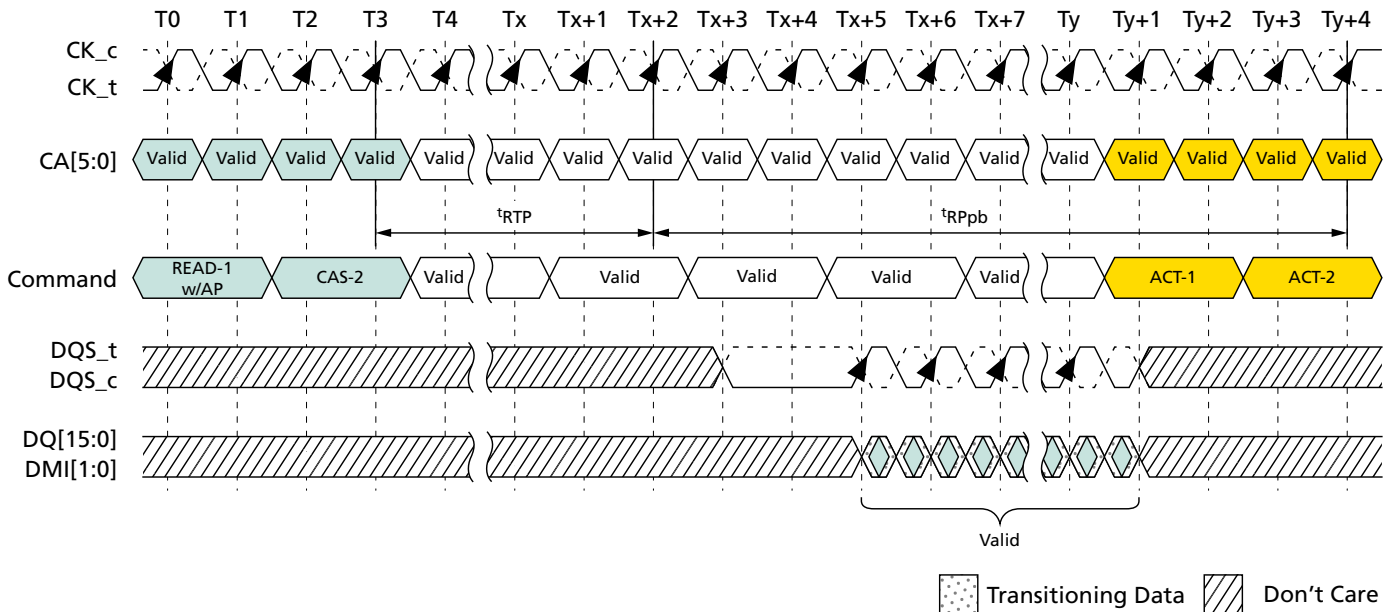 T0 T1 T2 T3 T4 Tx Tx+1 Tx+2 Tx+3 Tx+4 Tx+5 Tx+6 Tx+7 Ty Ty+1 Ty+2 Ty+3 Ty+4
CK_c
CK_t
CA[5:0] Valid Valid Valid Valid Valid Valid Valid Valid Valid Valid Valid Valid Valid Valid Valid Valid Valid Valid
tRTP tRPpb
Command READ-1 w/AP CAS-2 Valid Valid Valid Valid Valid ACT-1 ACT-2
DQS_t
DQS_c
DQ[15:0]
DMI[1:0]
Valid
Transitioning Data Don't Care